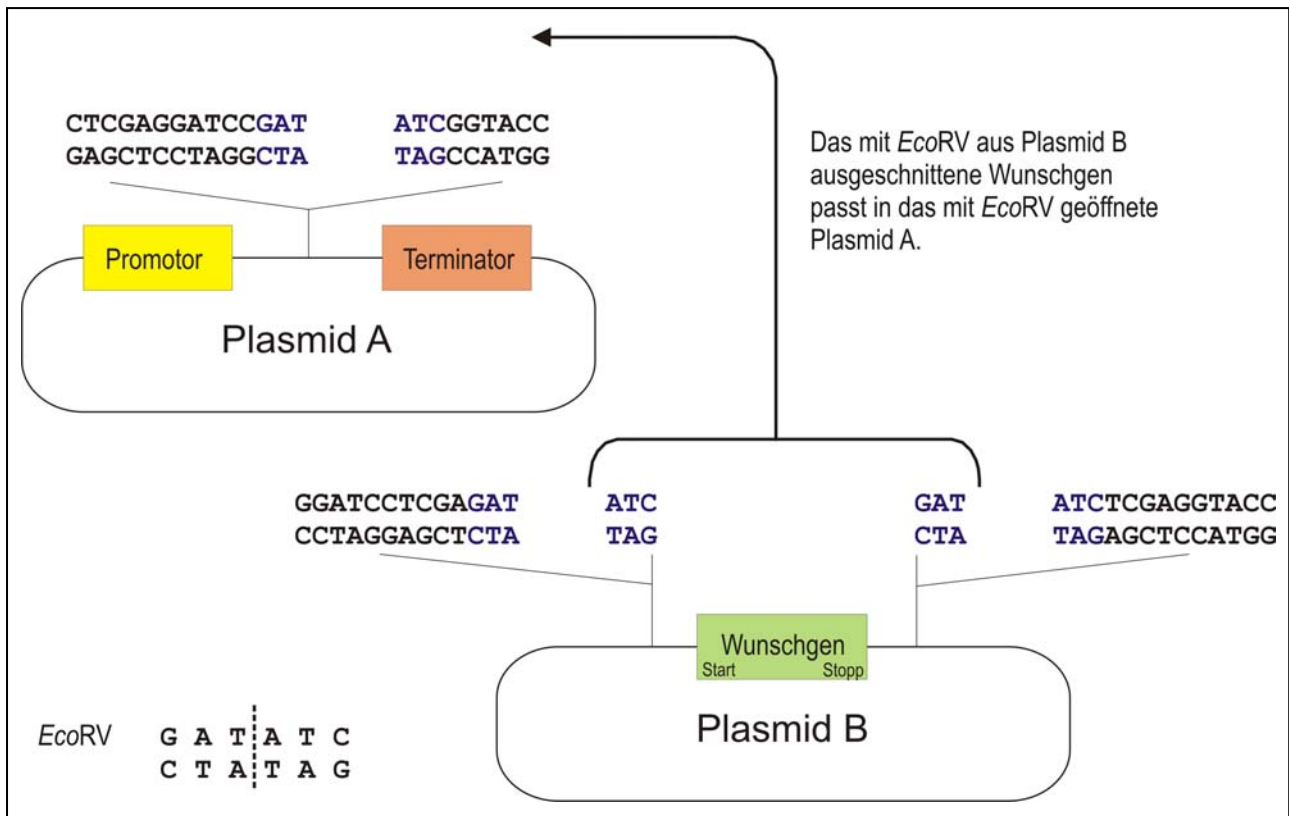 CTCGAGGATCCGAT ATCGGTACC
GAGCTCCTAGGCTA TAGCCATGG
Das mit EcoRV aus Plasmid B
ausgeschnittene Wunschgen
passt in das mit EcoRV geöffnete
Plasmid A.
Promotor Terminator
Plasmid A
GGATCCTCGAGAT ATC GAT ATCTCGAGGTACC
CCTAGGAGCTCTA TAG CTA TAGAGCTCCATGG
Wunschgen
Start Stopp
Plasmid B
EcoRV G A T A T C
C T A T A G